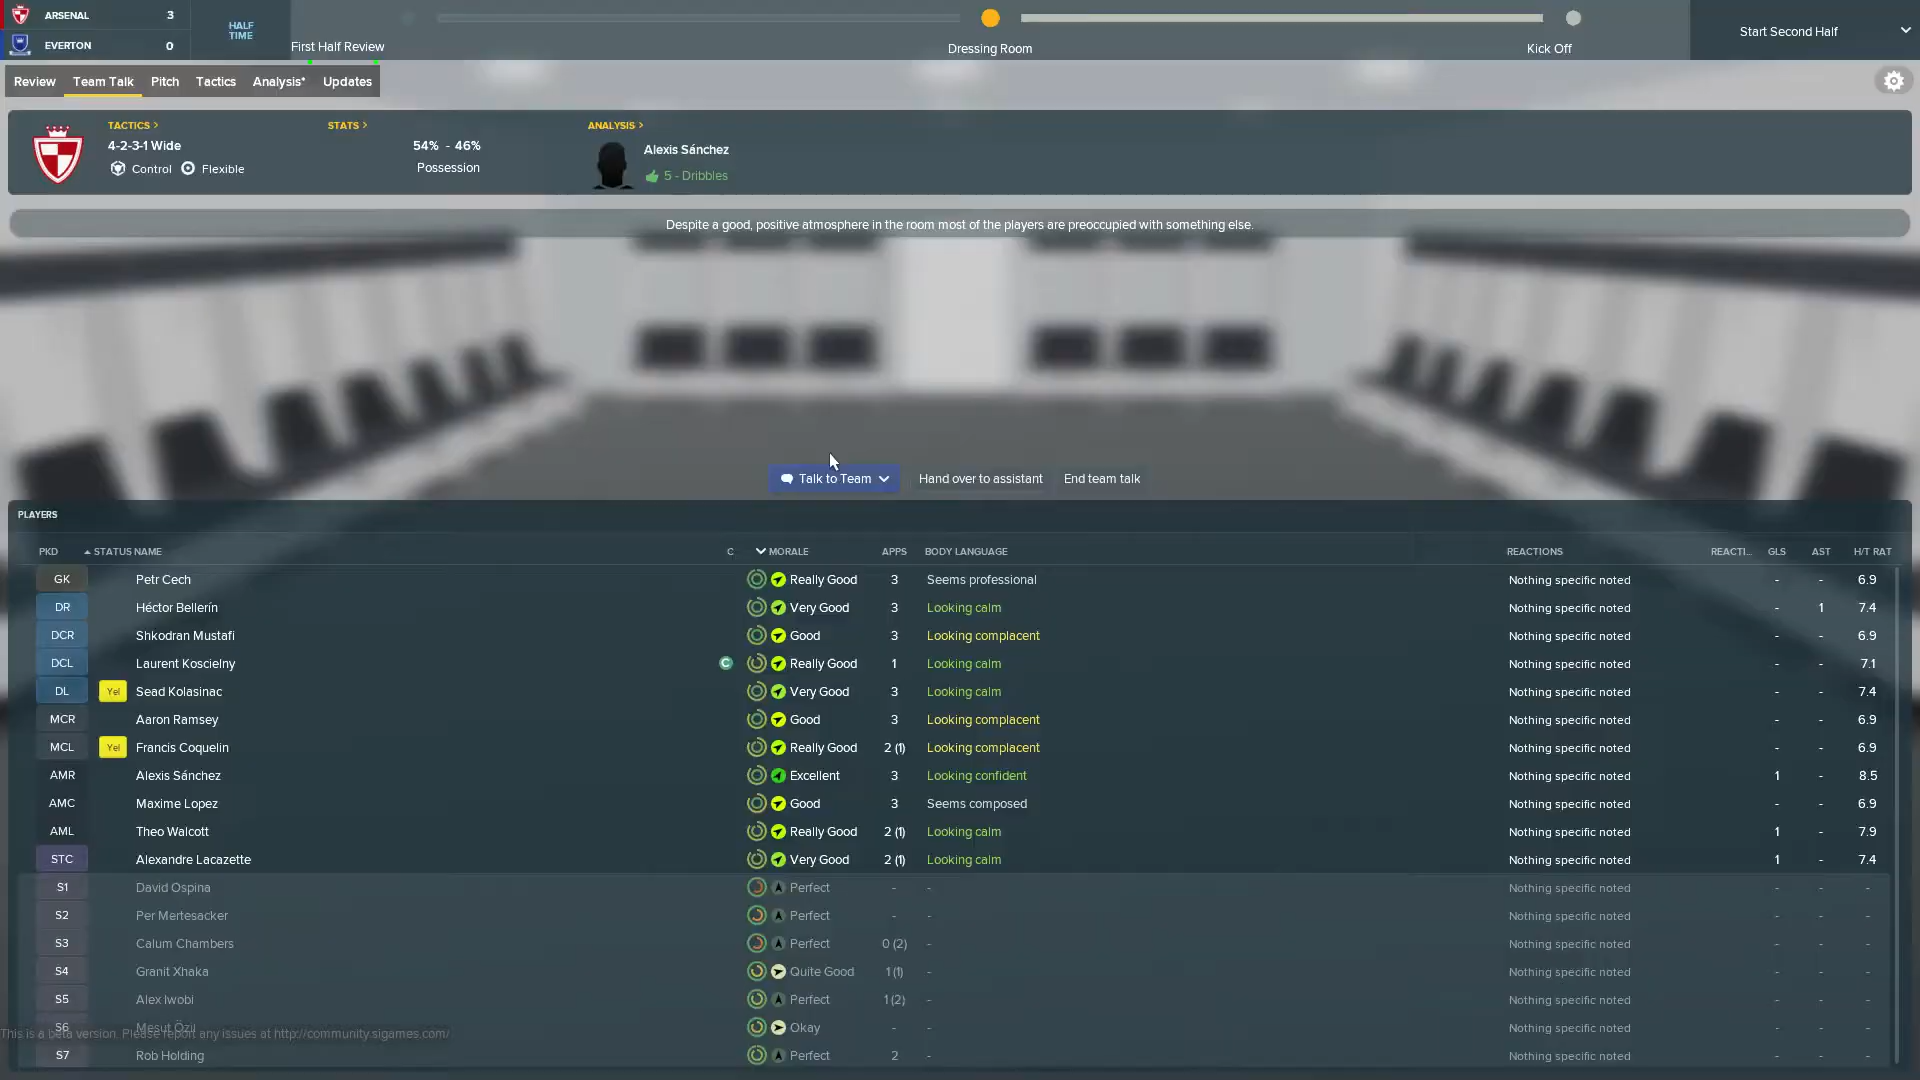 ARSENAL 3
EVERTON 0
HALF TIME
First Half Review
Dressing Room
Kick Off
Start Second Half
Review Team Talk Pitch Tactics Analysis* Updates
TACTICS > STATS > ANALYSIS >
4-2-3-1 Wide 54% - 46% Alexis Sánchez
Control Flexible Possession 5 - Dribbles
Despite a good, positive atmosphere in the room most of the players are preoccupied with something else.
Talk to Team Hand over to assistant End team talk
PLAYERS
PKD STATUS NAME C MORALE APPS BODY LANGUAGE REACTIONS REACTI... GLS AST H/T RAT
GK Petr Cech Really Good 3 Seems professional Nothing specific noted - - 6.9
DR Héctor Bellerín Very Good 3 Looking calm Nothing specific noted - 1 7.4
DCR Shkodran Mustafi Good 3 Looking complacent Nothing specific noted - - 6.9
DCL Laurent Koscielny C Really Good 1 Looking calm Nothing specific noted - - 7.1
DL Yel Sead Kolasinac Very Good 3 Looking calm Nothing specific noted - - 7.4
MCR Aaron Ramsey Good 3 Looking complacent Nothing specific noted - - 6.9
MCL Yel Francis Coquelin Really Good 2 (1) Looking complacent Nothing specific noted - - 6.9
AMR Alexis Sánchez Excellent 3 Looking confident Nothing specific noted 1 - 8.5
AMC Maxime Lopez Good 3 Seems composed Nothing specific noted - - 6.9
AML Theo Walcott Really Good 2 (1) Looking calm Nothing specific noted 1 - 7.9
STC Alexandre Lacazette Very Good 2 (1) Looking calm Nothing specific noted 1 - 7.4
S1 David Ospina Perfect - - Nothing specific noted - - -
S2 Per Mertesacker Perfect - - Nothing specific noted - - -
S3 Calum Chambers Perfect 0 (2) - Nothing specific noted - - -
S4 Granit Xhaka Quite Good 1 (1) - Nothing specific noted - - -
S5 Alex Iwobi Perfect 1 (2) - Nothing specific noted - - -
S6 Mesut Özil Okay - - Nothing specific noted - - -
This is a beta version. Please report any issues at http://community.sigames.com/
S7 Rob Holding Perfect 2 - Nothing specific noted - - -